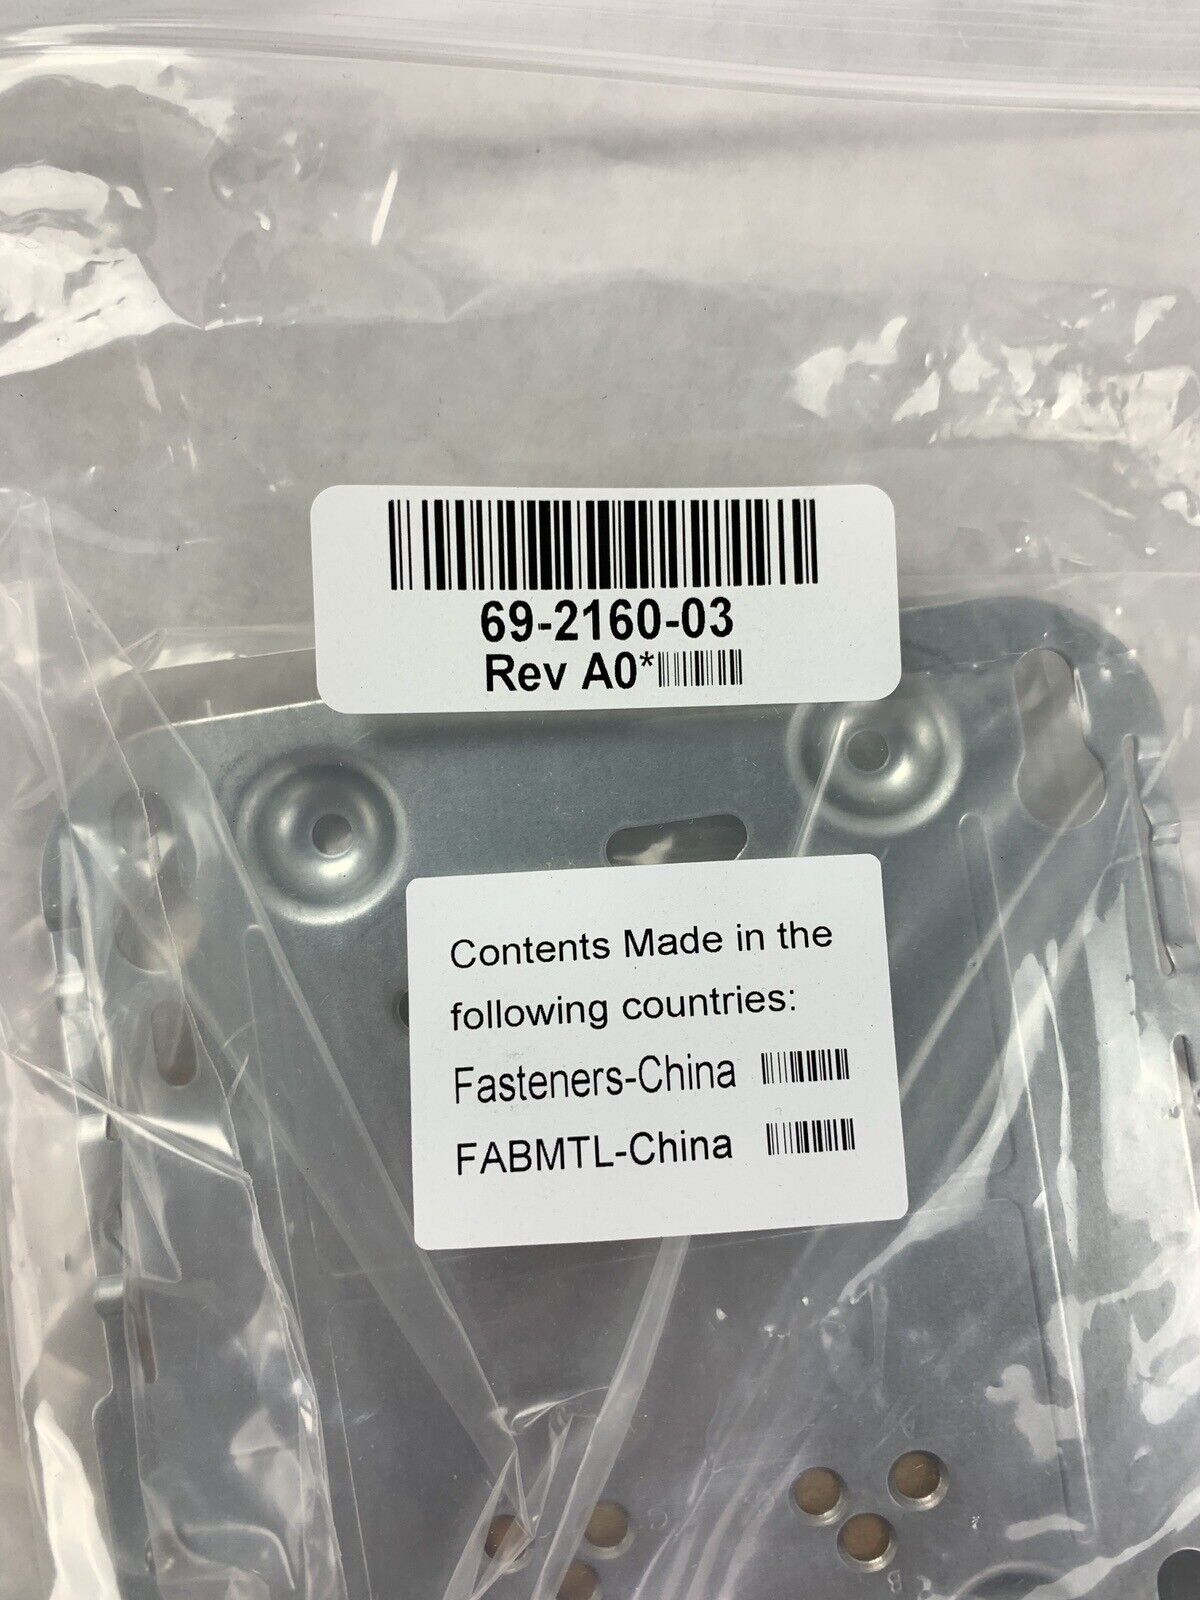 69-2160-03
Rev A0*
Contents Made in the
following countries:
Fasteners-China
FABMTL-China
B